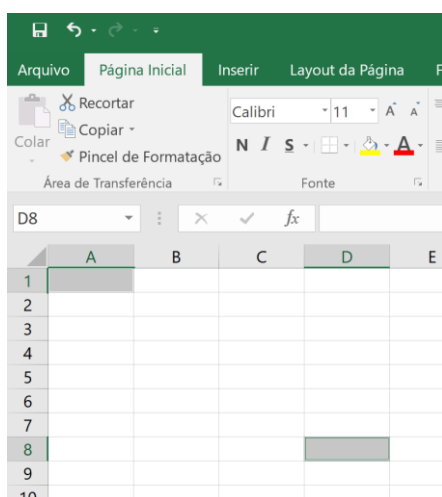 Arquivo Página Inicial Inserir Layout da Página F
Recortar
Copiar
Pincel de Formatação
Colar
Área de Transferência
Calibri 11 A A
N I S A
Fonte
D8 fx
A B C D E
1
2
3
4
5
6
7
8
9
10